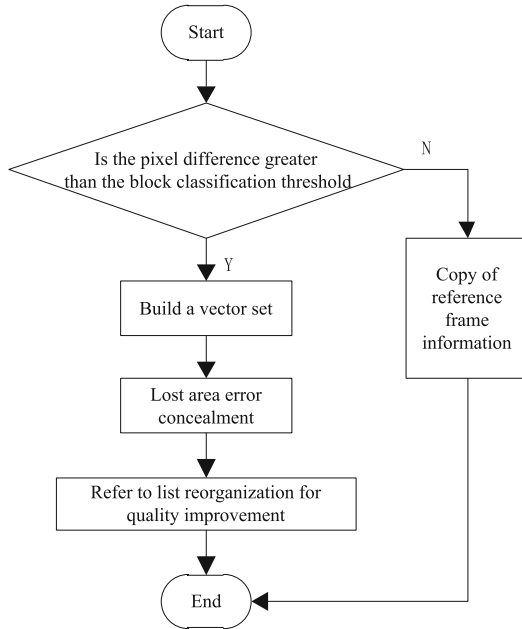 Start
Is the pixel difference greater
than the block classification threshold
N
Y
Build a vector set
Copy of
reference
frame
information
Lost area error
concealment
Refer to list reorganization for
quality improvement
End